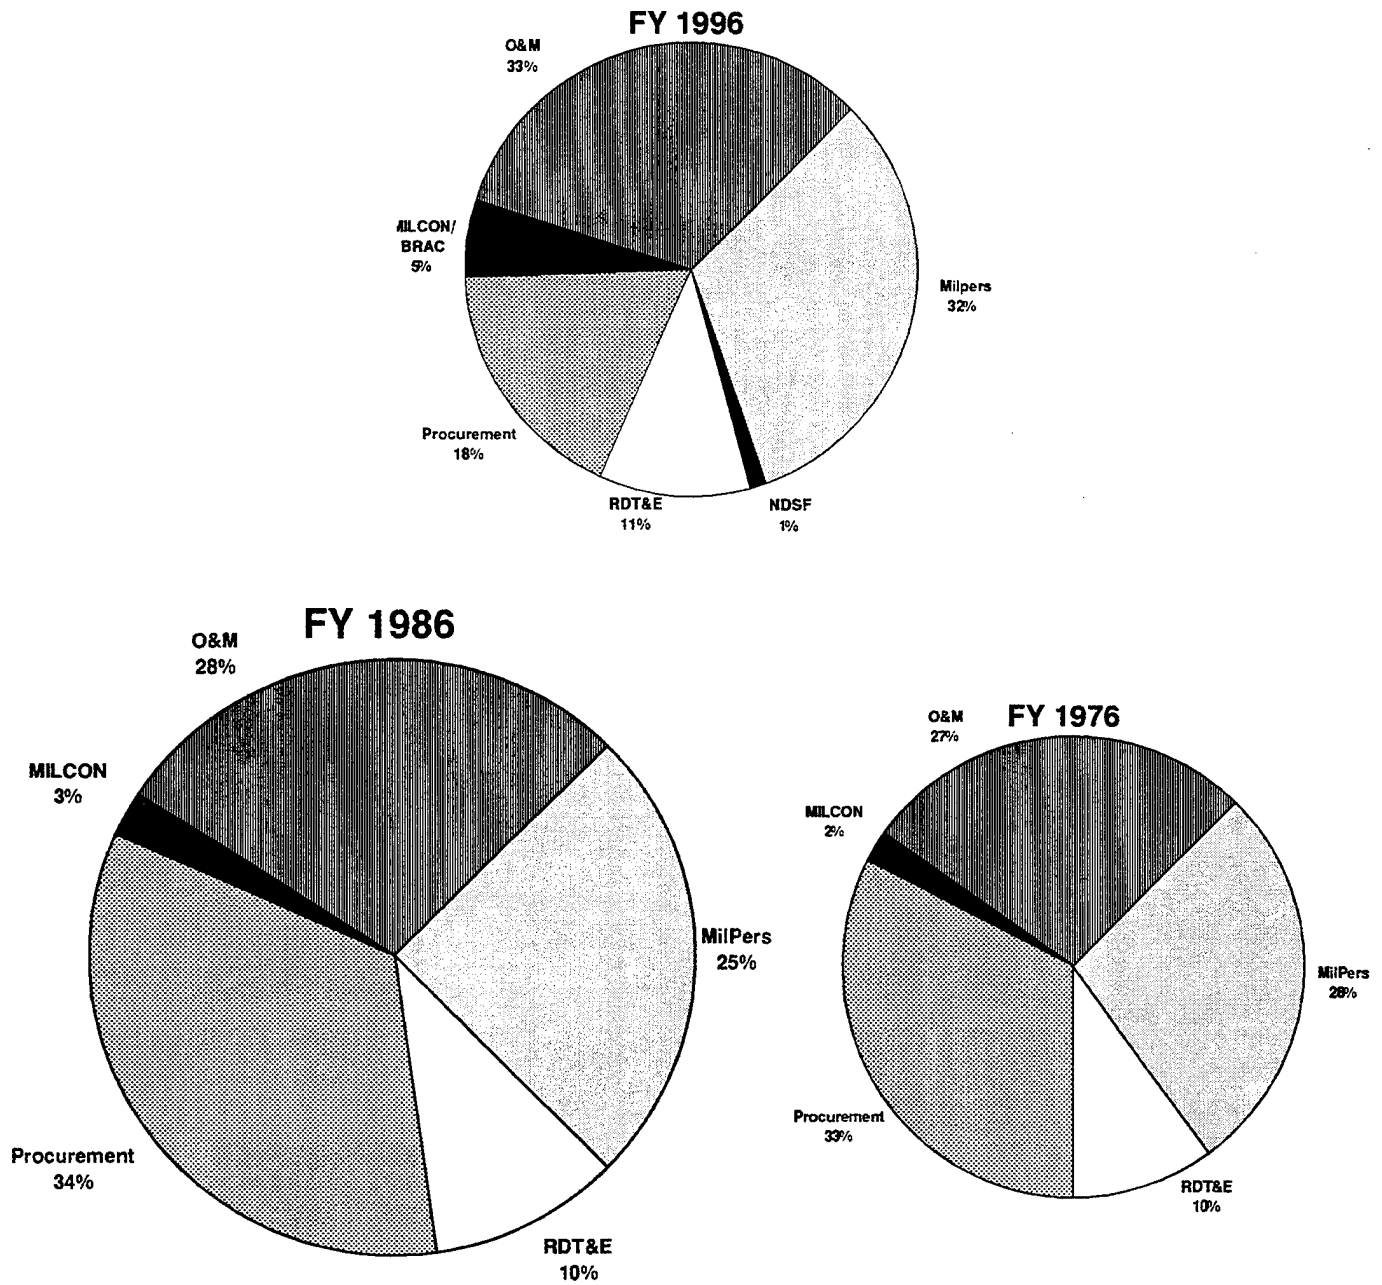 FY 1996
O&M
33%
MILCON/
BRAC
5%
Milpers
32%
Procurement
18%
RDT&E
11%
NDSF
1%
FY 1986
O&M
28%
MILCON
3%
MilPers
25%
Procurement
34%
RDT&E
10%
FY 1976
O&M
27%
MILCON
2%
MilPers
28%
Procurement
33%
RDT&E
10%